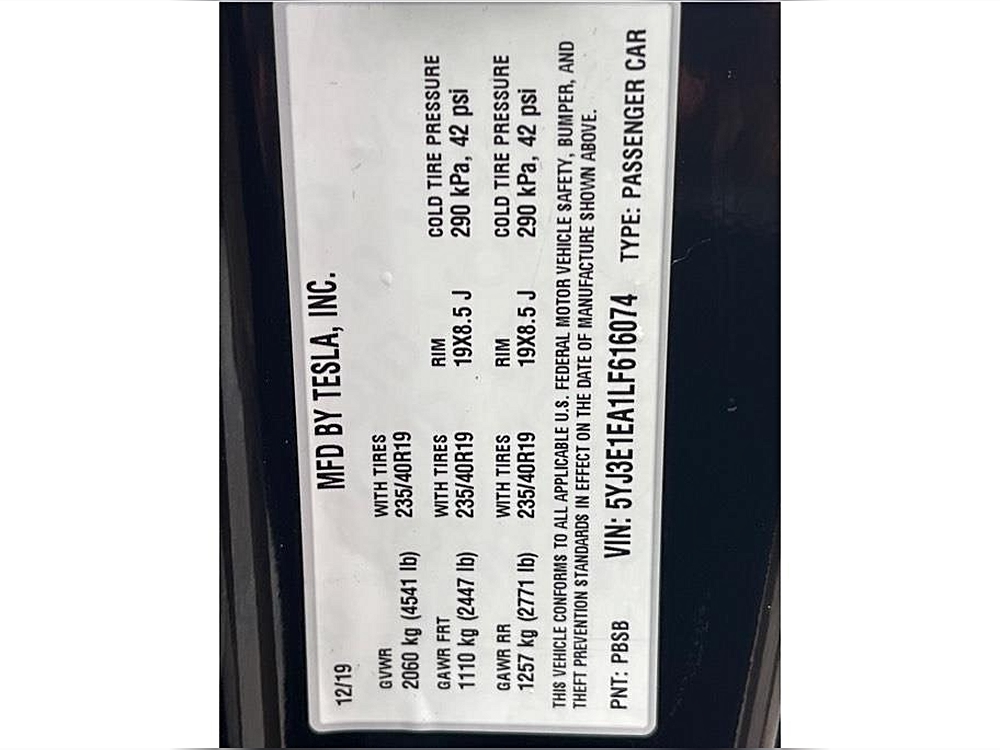 MFD BY TESLA, INC.
12/19
GVWR WITH TIRES
2060 kg (4541 lb) 235/40R19
GAWR FRT WITH TIRES RIM COLD TIRE PRESSURE
1110 kg (2447 lb) 235/40R19 19X8.5 J 290 kPa, 42 psi
GAWR RR WITH TIRES RIM COLD TIRE PRESSURE
1257 kg (2771 lb) 235/40R19 19X8.5 J 290 kPa, 42 psi
THIS VEHICLE CONFORMS TO ALL APPLICABLE U.S. FEDERAL MOTOR VEHICLE SAFETY, BUMPER, AND
THEFT PREVENTION STANDARDS IN EFFECT ON THE DATE OF MANUFACTURE SHOWN ABOVE.
PNT: PBSB VIN: 5YJ3E1EA1LF616074 TYPE: PASSENGER CAR